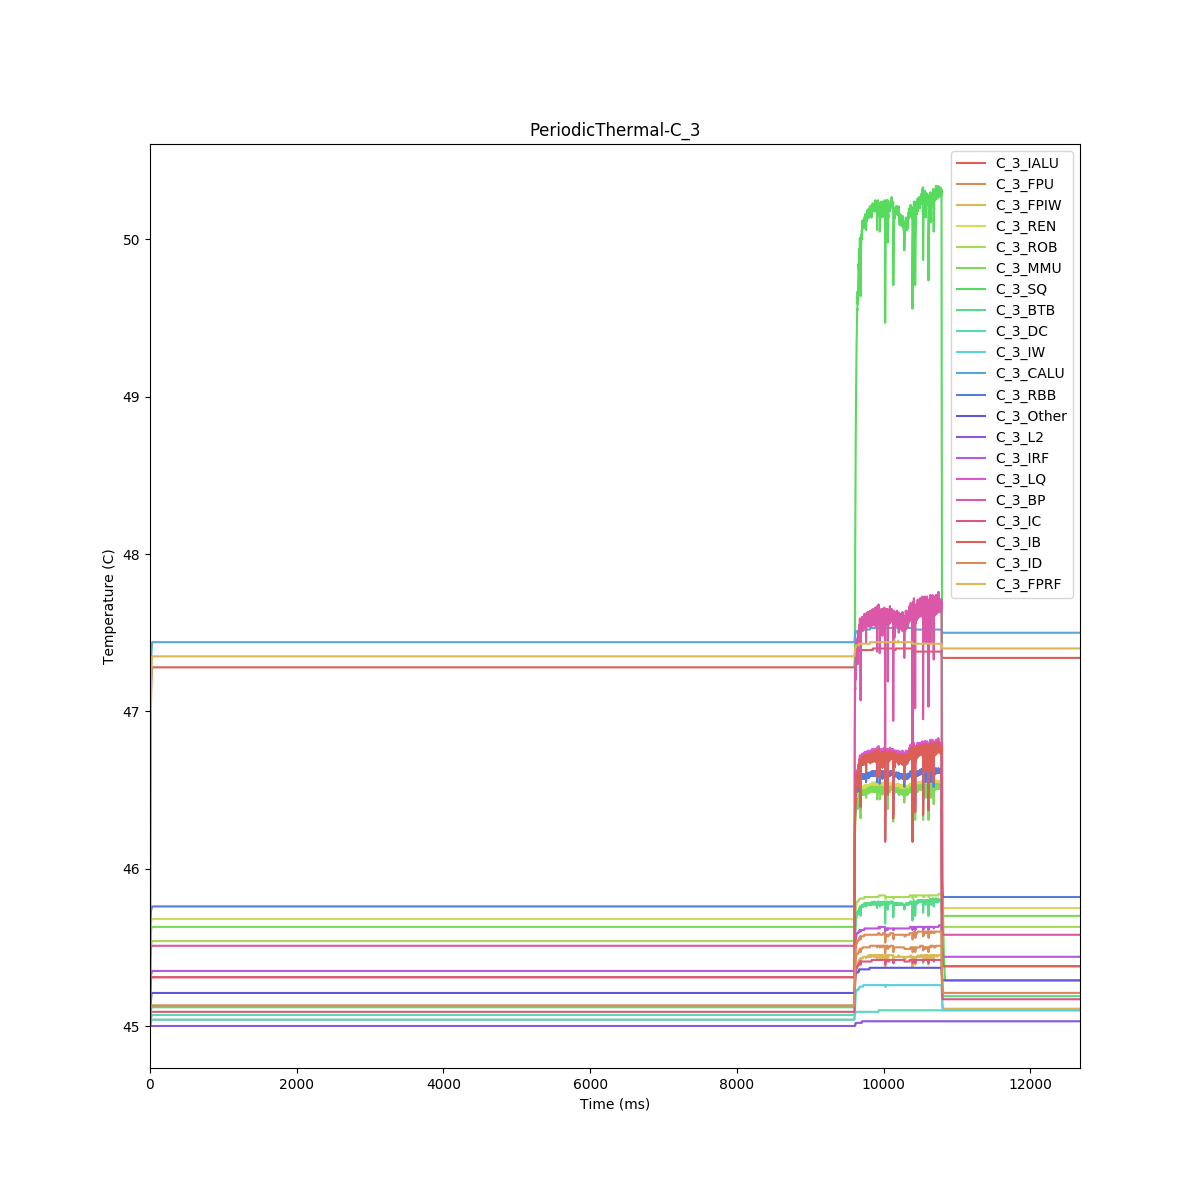 PeriodicThermal-C_3
C_3_IALU
C_3_FPU
C_3_FPIW
C_3_REN
C_3_ROB
C_3_MMU
C_3_SQ
C_3_BTB
C_3_DC
C_3_IW
C_3_CALU
C_3_RBB
C_3_Other
C_3_L2
C_3_IRF
C_3_LQ
C_3_BP
C_3_IC
C_3_IB
C_3_ID
C_3_FPRF
50
49
48
47
46
45
Temperature (C)
0 2000 4000 6000 8000 10000 12000
Time (ms)